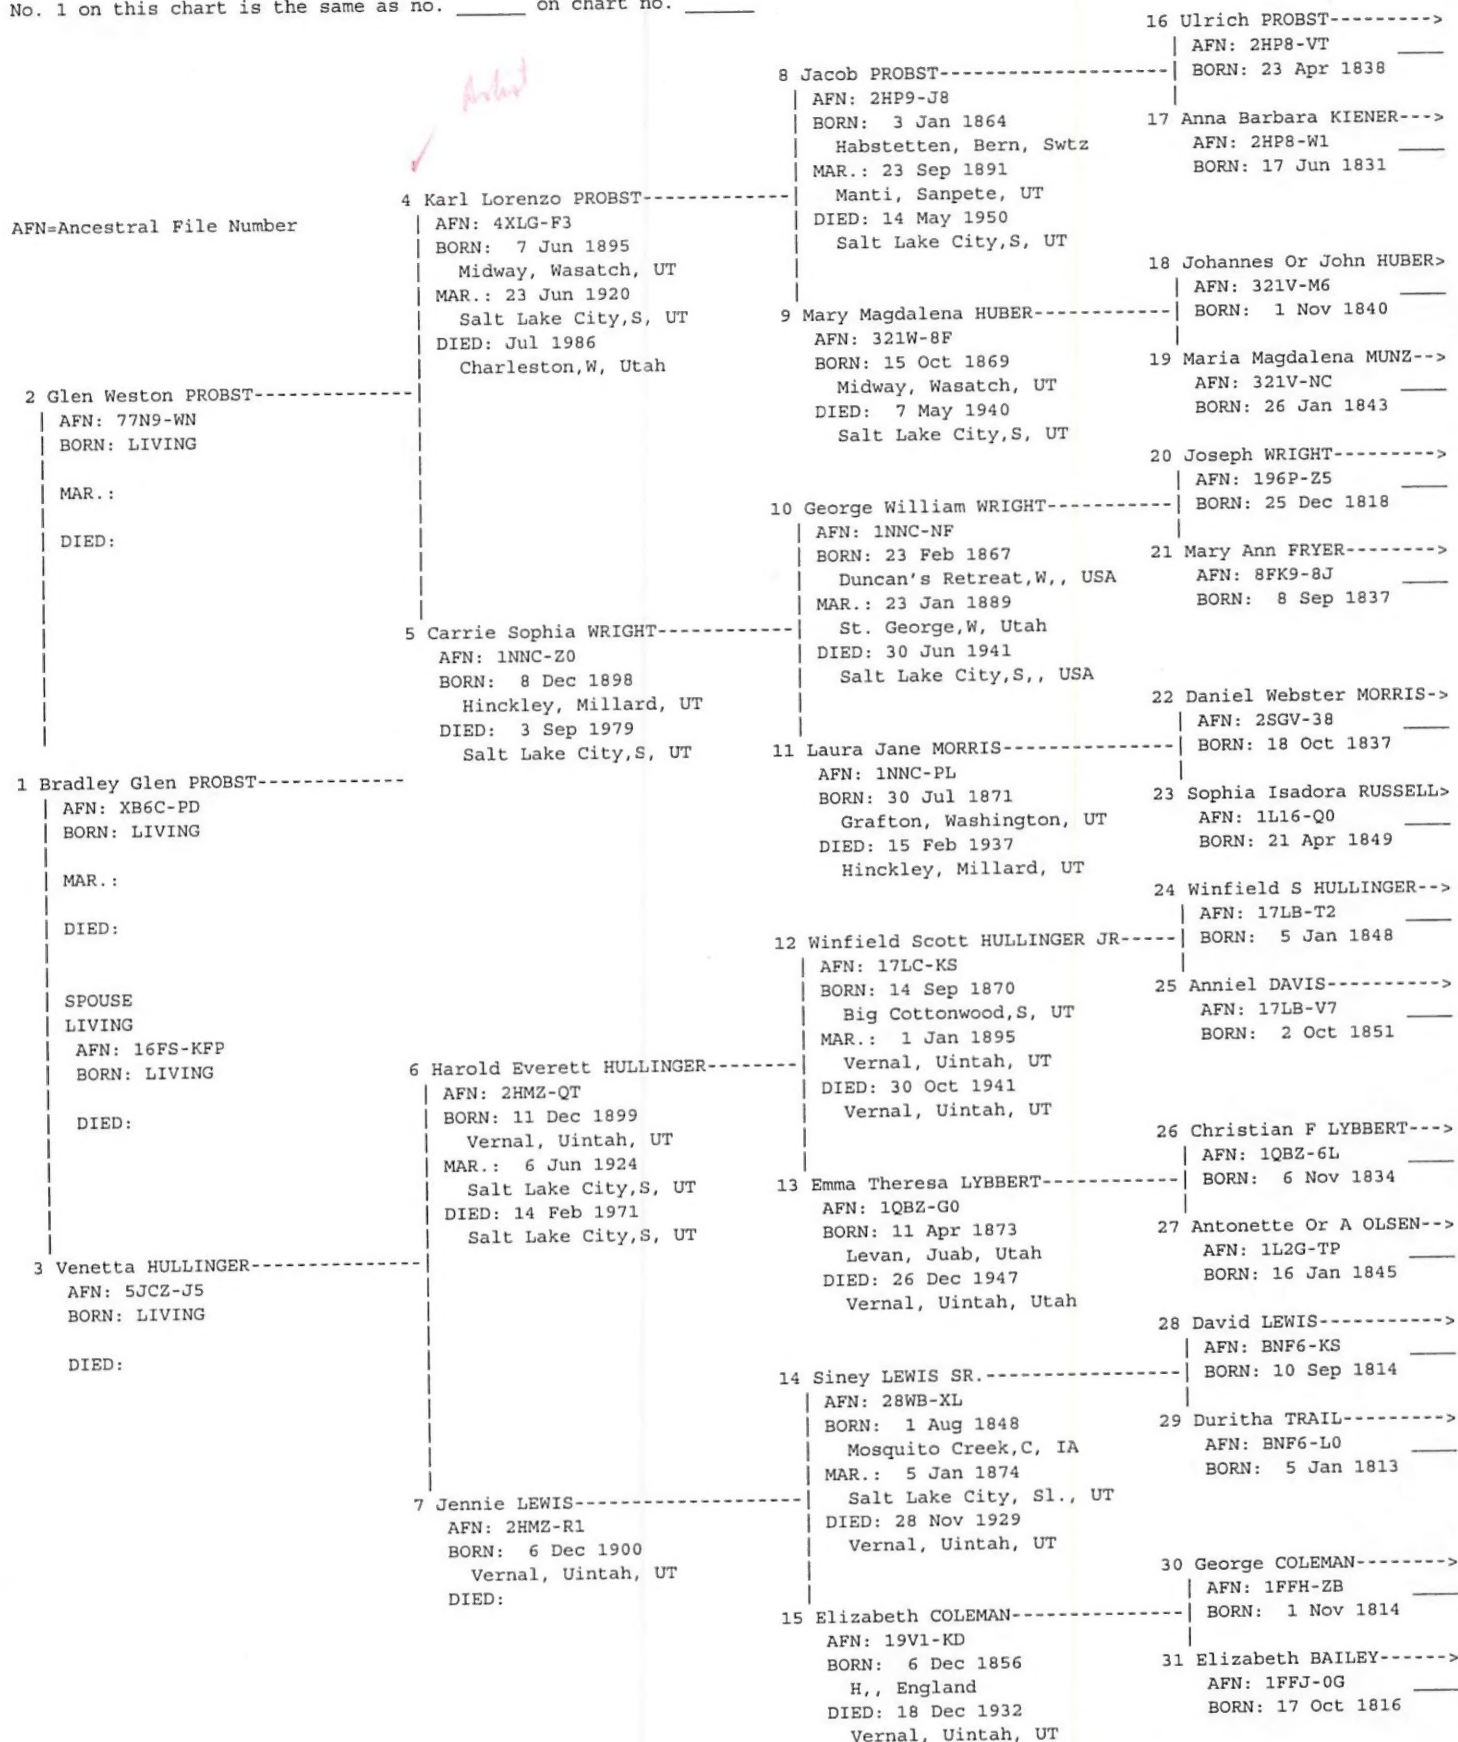 No. 1 on this chart is the same as no. ______ on chart no. ______
Artist
AFN=Ancestral File Number
16 Ulrich PROBST--------->
AFN: 2HP8-VT ____
BORN: 23 Apr 1838
8 Jacob PROBST-------------------
AFN: 2HP9-J8
BORN: 3 Jan 1864
Habstetten, Bern, Swtz
MAR.: 23 Sep 1891
Manti, Sanpete, UT
DIED: 14 May 1950
Salt Lake City,S, UT
17 Anna Barbara KIENER--->
AFN: 2HP8-W1 ____
BORN: 17 Jun 1831
4 Karl Lorenzo PROBST------------
AFN: 4XLG-F3
BORN: 7 Jun 1895
Midway, Wasatch, UT
MAR.: 23 Jun 1920
Salt Lake City,S, UT
DIED: Jul 1986
Charleston,W, Utah
18 Johannes Or John HUBER>
AFN: 321V-M6 ____
BORN: 1 Nov 1840
9 Mary Magdalena HUBER------------
AFN: 321W-8F
BORN: 15 Oct 1869
Midway, Wasatch, UT
DIED: 7 May 1940
Salt Lake City,S, UT
19 Maria Magdalena MUNZ-->
AFN: 321V-NC ____
BORN: 26 Jan 1843
2 Glen Weston PROBST-------------
AFN: 77N9-WN
BORN: LIVING
MAR.:
DIED:
20 Joseph WRIGHT--------->
AFN: 196P-Z5 ____
BORN: 25 Dec 1818
10 George William WRIGHT-----------
AFN: 1NNC-NF
BORN: 23 Feb 1867
Duncan's Retreat,W,, USA
MAR.: 23 Jan 1889
St. George,W, Utah
DIED: 30 Jun 1941
Salt Lake City,S,, USA
21 Mary Ann FRYER-------->
AFN: 8FK9-8J ____
BORN: 8 Sep 1837
5 Carrie Sophia WRIGHT------------
AFN: 1NNC-Z0
BORN: 8 Dec 1898
Hinckley, Millard, UT
DIED: 3 Sep 1979
Salt Lake City,S, UT
22 Daniel Webster MORRIS->
AFN: 2SGV-38 ____
BORN: 18 Oct 1837
11 Laura Jane MORRIS---------------
AFN: 1NNC-PL
BORN: 30 Jul 1871
Grafton, Washington, UT
DIED: 15 Feb 1937
Hinckley, Millard, UT
23 Sophia Isadora RUSSELL>
AFN: 1L16-Q0 ____
BORN: 21 Apr 1849
1 Bradley Glen PROBST------------
AFN: XB6C-PD
BORN: LIVING
MAR.:
DIED:
SPOUSE
LIVING
AFN: 16FS-KFP
BORN: LIVING
DIED:
24 Winfield S HULLINGER-->
AFN: 17LB-T2 ____
BORN: 5 Jan 1848
12 Winfield Scott HULLINGER JR-----
AFN: 17LC-KS
BORN: 14 Sep 1870
Big Cottonwood,S, UT
MAR.: 1 Jan 1895
Vernal, Uintah, UT
DIED: 30 Oct 1941
Vernal, Uintah, UT
25 Anniel DAVIS---------->
AFN: 17LB-V7 ____
BORN: 2 Oct 1851
6 Harold Everett HULLINGER--------
AFN: 2HMZ-QT
BORN: 11 Dec 1899
Vernal, Uintah, UT
MAR.: 6 Jun 1924
Salt Lake City,S, UT
DIED: 14 Feb 1971
Salt Lake City,S, UT
26 Christian F LYBBERT--->
AFN: 1QBZ-6L ____
BORN: 6 Nov 1834
13 Emma Theresa LYBBERT------------
AFN: 1QBZ-G0
BORN: 11 Apr 1873
Levan, Juab, Utah
DIED: 26 Dec 1947
Vernal, Uintah, Utah
27 Antonette Or A OLSEN-->
AFN: 1L2G-TP ____
BORN: 16 Jan 1845
3 Venetta HULLINGER--------------
AFN: 5JCZ-J5
BORN: LIVING
DIED:
28 David LEWIS----------->
AFN: BNF6-KS ____
BORN: 10 Sep 1814
14 Siney LEWIS SR.-----------------
AFN: 28WB-XL
BORN: 1 Aug 1848
Mosquito Creek,C, IA
MAR.: 5 Jan 1874
Salt Lake City, Sl., UT
DIED: 28 Nov 1929
Vernal, Uintah, UT
29 Duritha TRAIL--------->
AFN: BNF6-L0 ____
BORN: 5 Jan 1813
7 Jennie LEWIS-------------------
AFN: 2HMZ-R1
BORN: 6 Dec 1900
Vernal, Uintah, UT
DIED:
30 George COLEMAN-------->
AFN: 1FFH-ZB ____
BORN: 1 Nov 1814
15 Elizabeth COLEMAN---------------
AFN: 19V1-KD
BORN: 6 Dec 1856
H,, England
DIED: 18 Dec 1932
Vernal, Uintah, UT
31 Elizabeth BAILEY------>
AFN: 1FFJ-0G ____
BORN: 17 Oct 1816